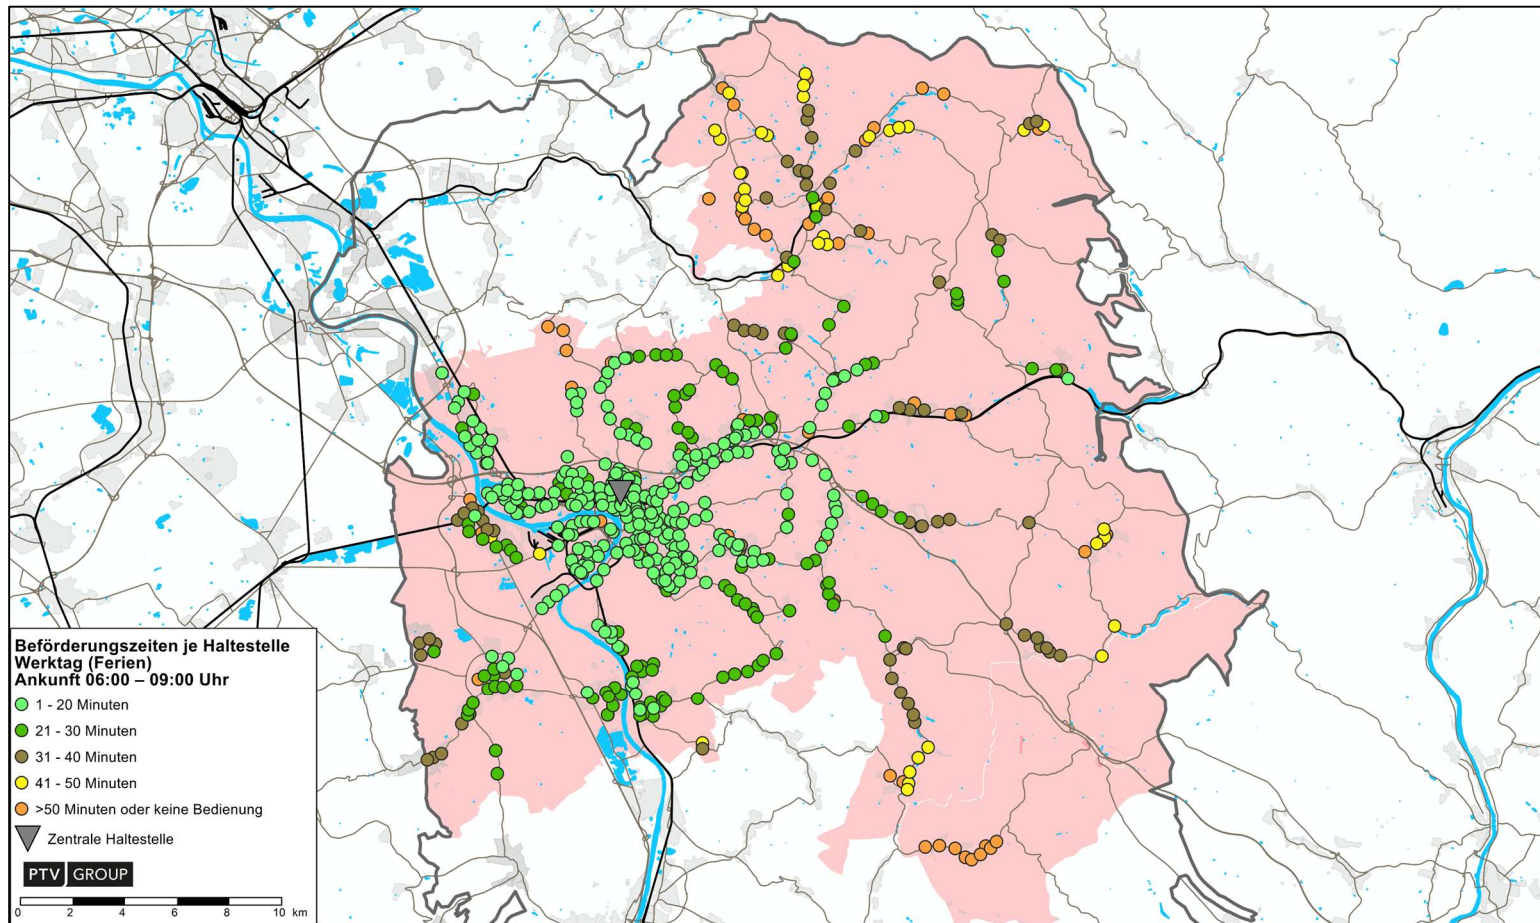 Beförderungszeiten je Haltestelle
Werktag (Ferien)
Ankunft 06:00 – 09:00 Uhr
1 - 20 Minuten
21 - 30 Minuten
31 - 40 Minuten
41 - 50 Minuten
>50 Minuten oder keine Bedienung
Zentrale Haltestelle
PTV GROUP
0 2 4 6 8 10 km